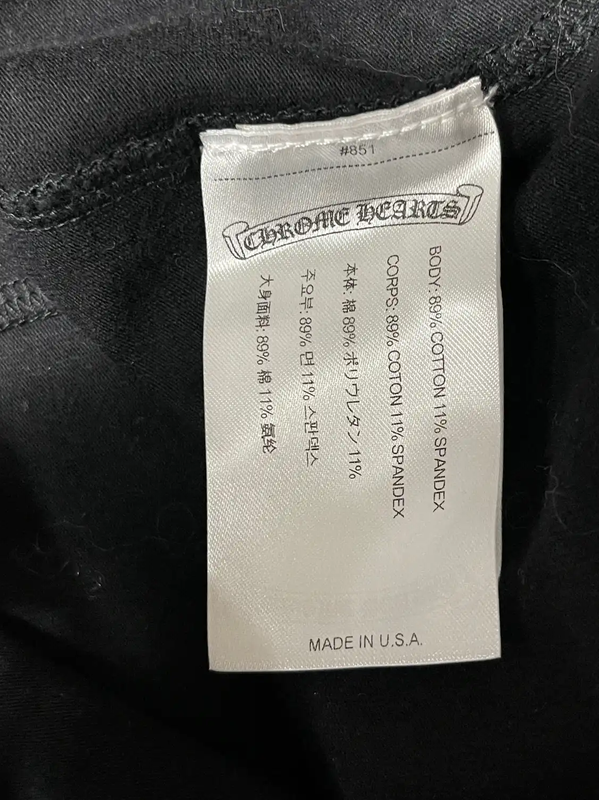 #851
CHROME HEARTS
BODY: 89% COTTON 11% SPANDEX
CORPS: 89% COTON 11% SPANDEX
本体: 棉 89% ポリウレタン 11%
주요부: 89% 면 11% 스판덱스
大身面料: 89% 棉 11% 氨纶
MADE IN U.S.A.